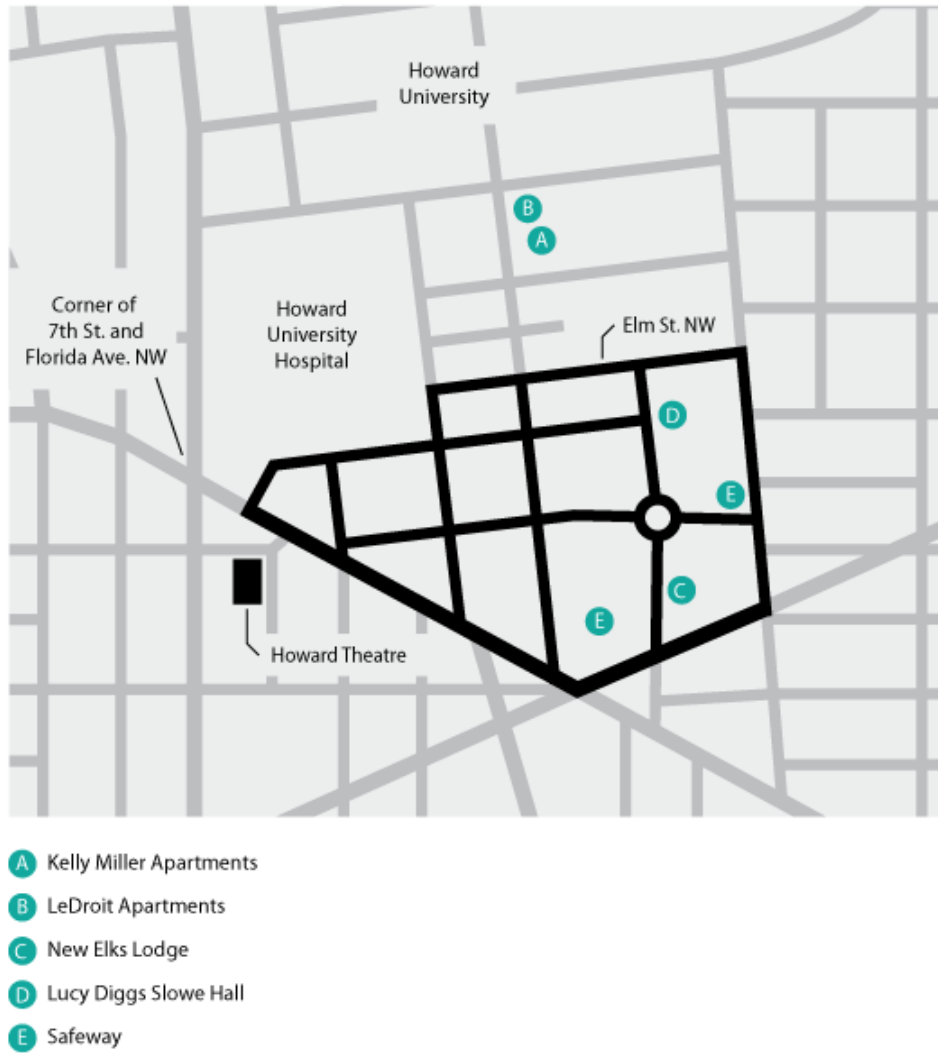 Howard
University
B
A
Corner of
7th St. and
Florida Ave. NW
Howard
University
Hospital
Elm St. NW
D
E
C
E
Howard Theatre
A Kelly Miller Apartments
B LeDroit Apartments
C New Elks Lodge
D Lucy Diggs Slowe Hall
E Safeway